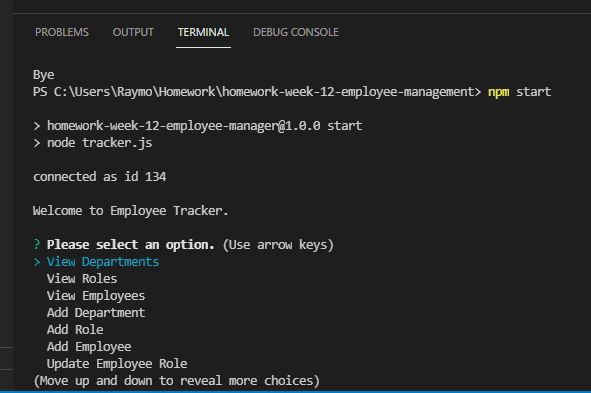 PROBLEMS OUTPUT TERMINAL DEBUG CONSOLE
Bye
PS C:\Users\Raymo\Homework\homework-week-12-employee-management> npm start
> homework-week-12-employee-manager@1.0.0 start
> node tracker.js
connected as id 134
Welcome to Employee Tracker.
? Please select an option. (Use arrow keys)
> View Departments
View Roles
View Employees
Add Department
Add Role
Add Employee
Update Employee Role
(Move up and down to reveal more choices)